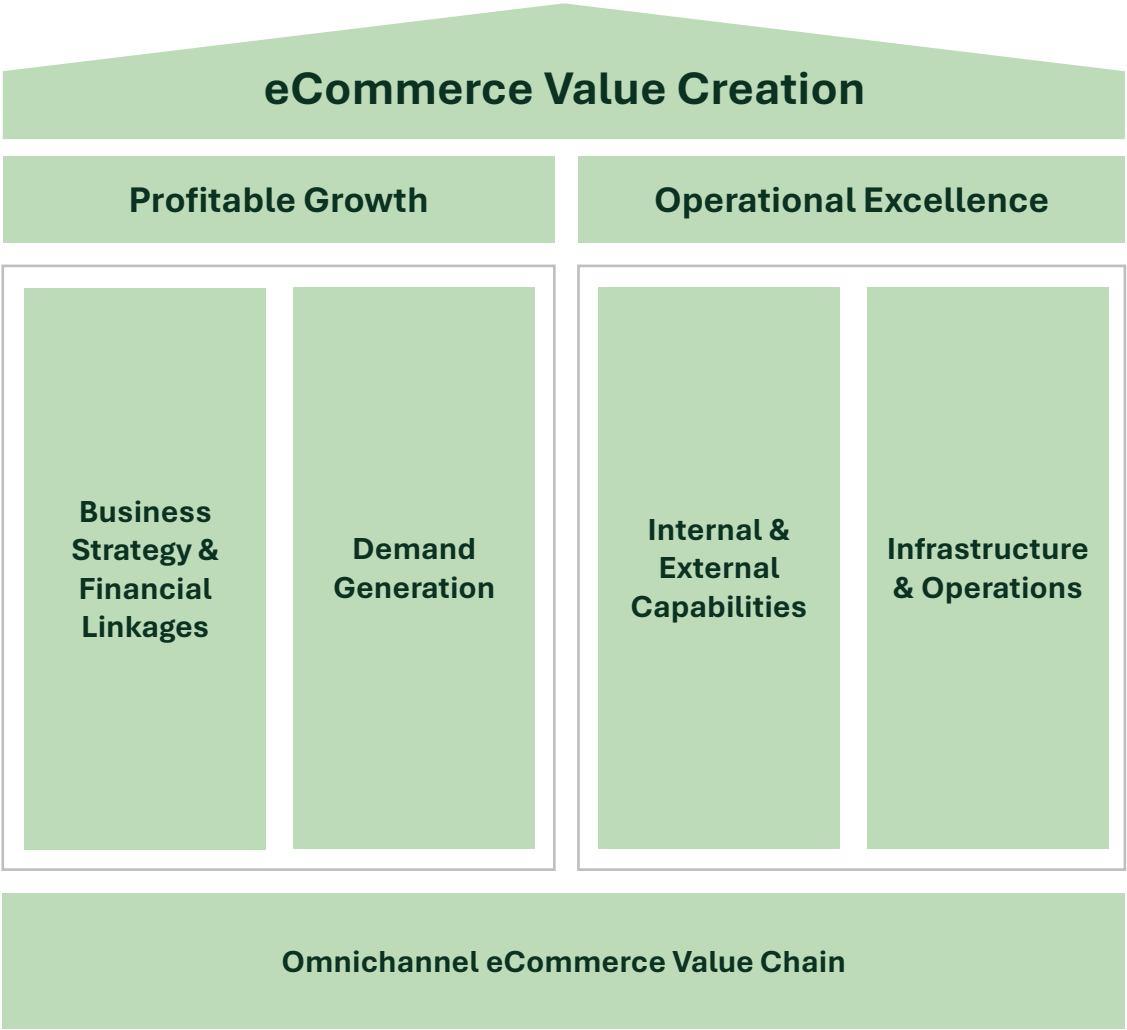 eCommerce Value Creation
Profitable Growth
Operational Excellence
Business
Strategy &
Financial
Linkages
Demand
Generation
Internal &
External
Capabilities
Infrastructure
& Operations
Omnichannel eCommerce Value Chain